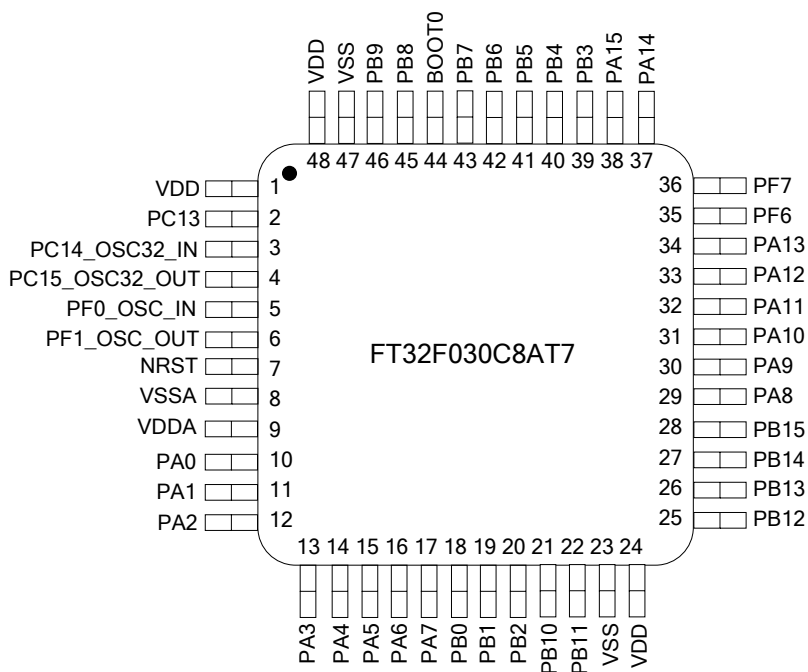 VDD VSS PB9 PB8 BOOT0 PB7 PB6 PB5 PB4 PB3 PA15 PA14
48 47 46 45 44 43 42 41 40 39 38 37
VDD 1
PC13 2
PC14_OSC32_IN 3
PC15_OSC32_OUT 4
PF0_OSC_IN 5
PF1_OSC_OUT 6
NRST 7
VSSA 8
VDDA 9
PA0 10
PA1 11
PA2 12
FT32F030C8AT7
36 PF7
35 PF6
34 PA13
33 PA12
32 PA11
31 PA10
30 PA9
29 PA8
28 PB15
27 PB14
26 PB13
25 PB12
13 14 15 16 17 18 19 20 21 22 23 24
PA3 PA4 PA5 PA6 PA7 PB0 PB1 PB2 PB10 PB11 VSS VDD